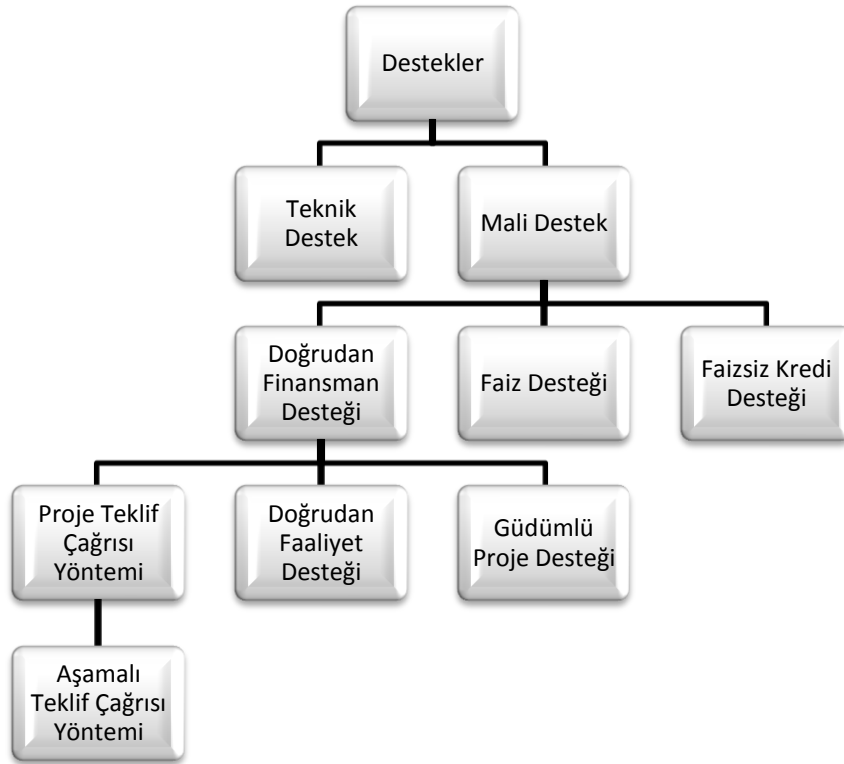 Destekler
Teknik
Destek
Mali Destek
Doğrudan
Finansman
Desteği
Faiz Desteği
Faizsiz Kredi
Desteği
Proje Teklif
Çağrısı
Yöntemi
Doğrudan
Faaliyet
Desteği
Güdümlü
Proje Desteği
Aşamalı
Teklif Çağrısı
Yöntemi